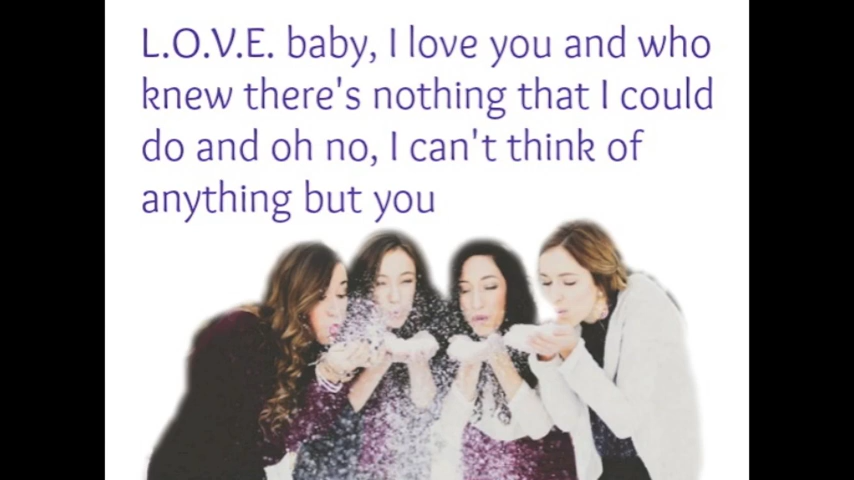 L.O.V.E. baby, I love you and who
knew there's nothing that I could
do and oh no, I can't think of
anything but you